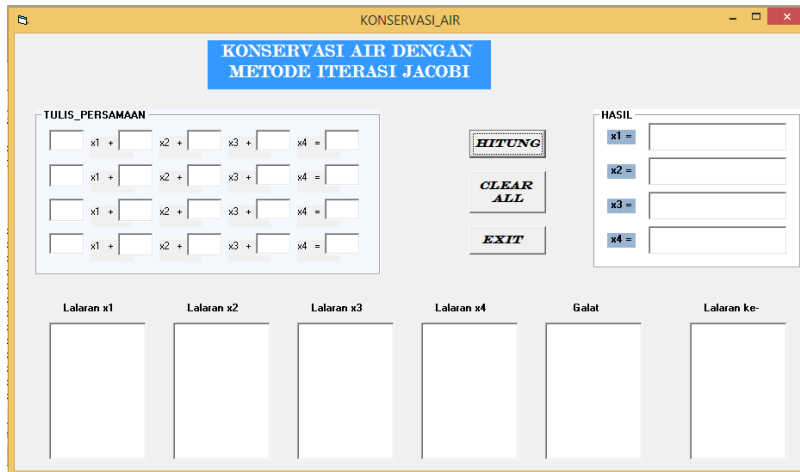 KONSERVASI_AIR
KONSERVASI AIR DENGAN
METODE ITERASI JACOBI
TULIS_PERSAMAAN
x1 + x2 + x3 + x4 =
x1 + x2 + x3 + x4 =
x1 + x2 + x3 + x4 =
x1 + x2 + x3 + x4 =
HITUNG
CLEAR
ALL
EXIT
HASIL
x1 =
x2 =
x3 =
x4 =
Lalaran x1 Lalaran x2 Lalaran x3 Lalaran x4 Galat Lalaran ke-